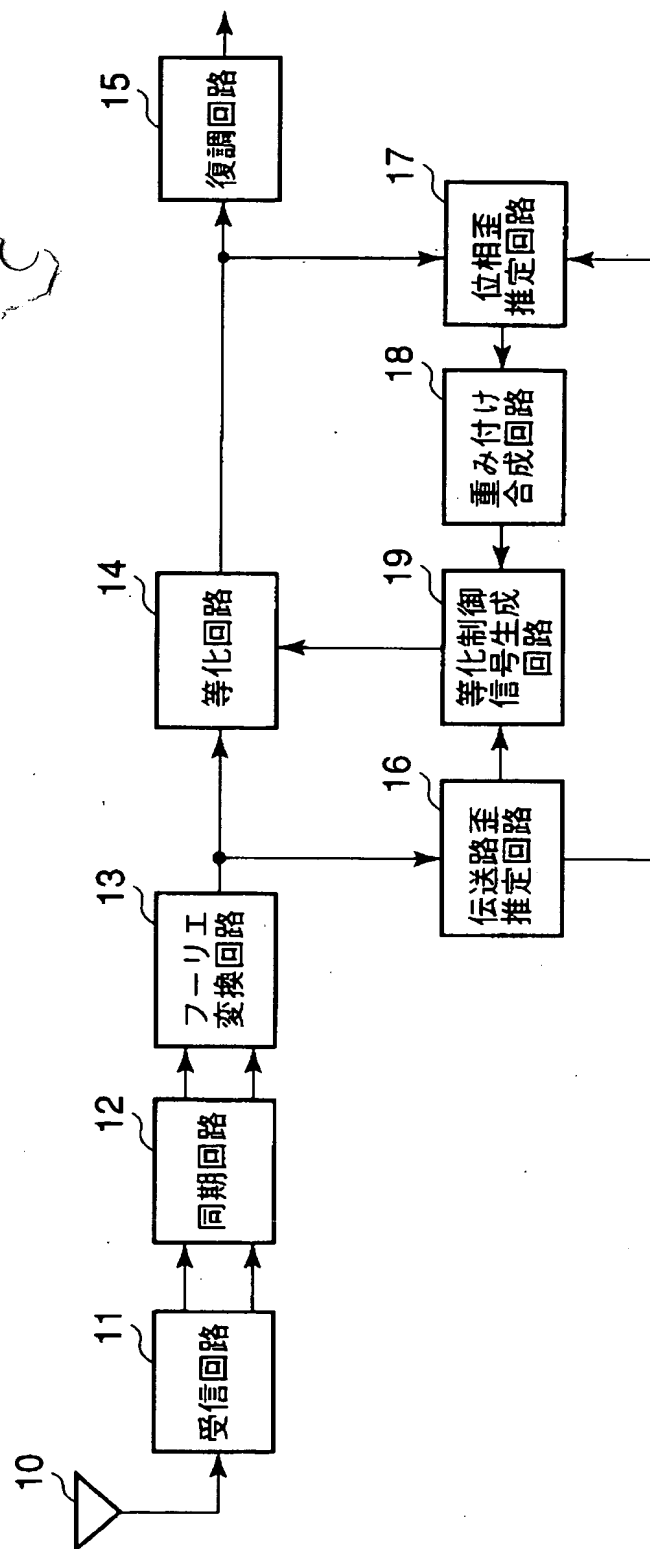 10
11
受信回路
12
同期回路
13
フーリエ
変換回路
14
等化回路
15
復調回路
16
伝送路歪
推定回路
19
等化制御
信号生成
回路
18
重み付け
合成回路
17
位相歪
推定回路